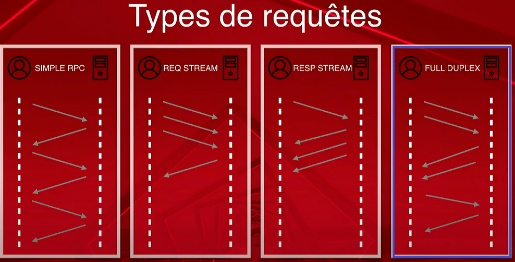 Types de requêtes
SIMPLE RPC
REQ STREAM
RESP STREAM
FULL DUPLEX